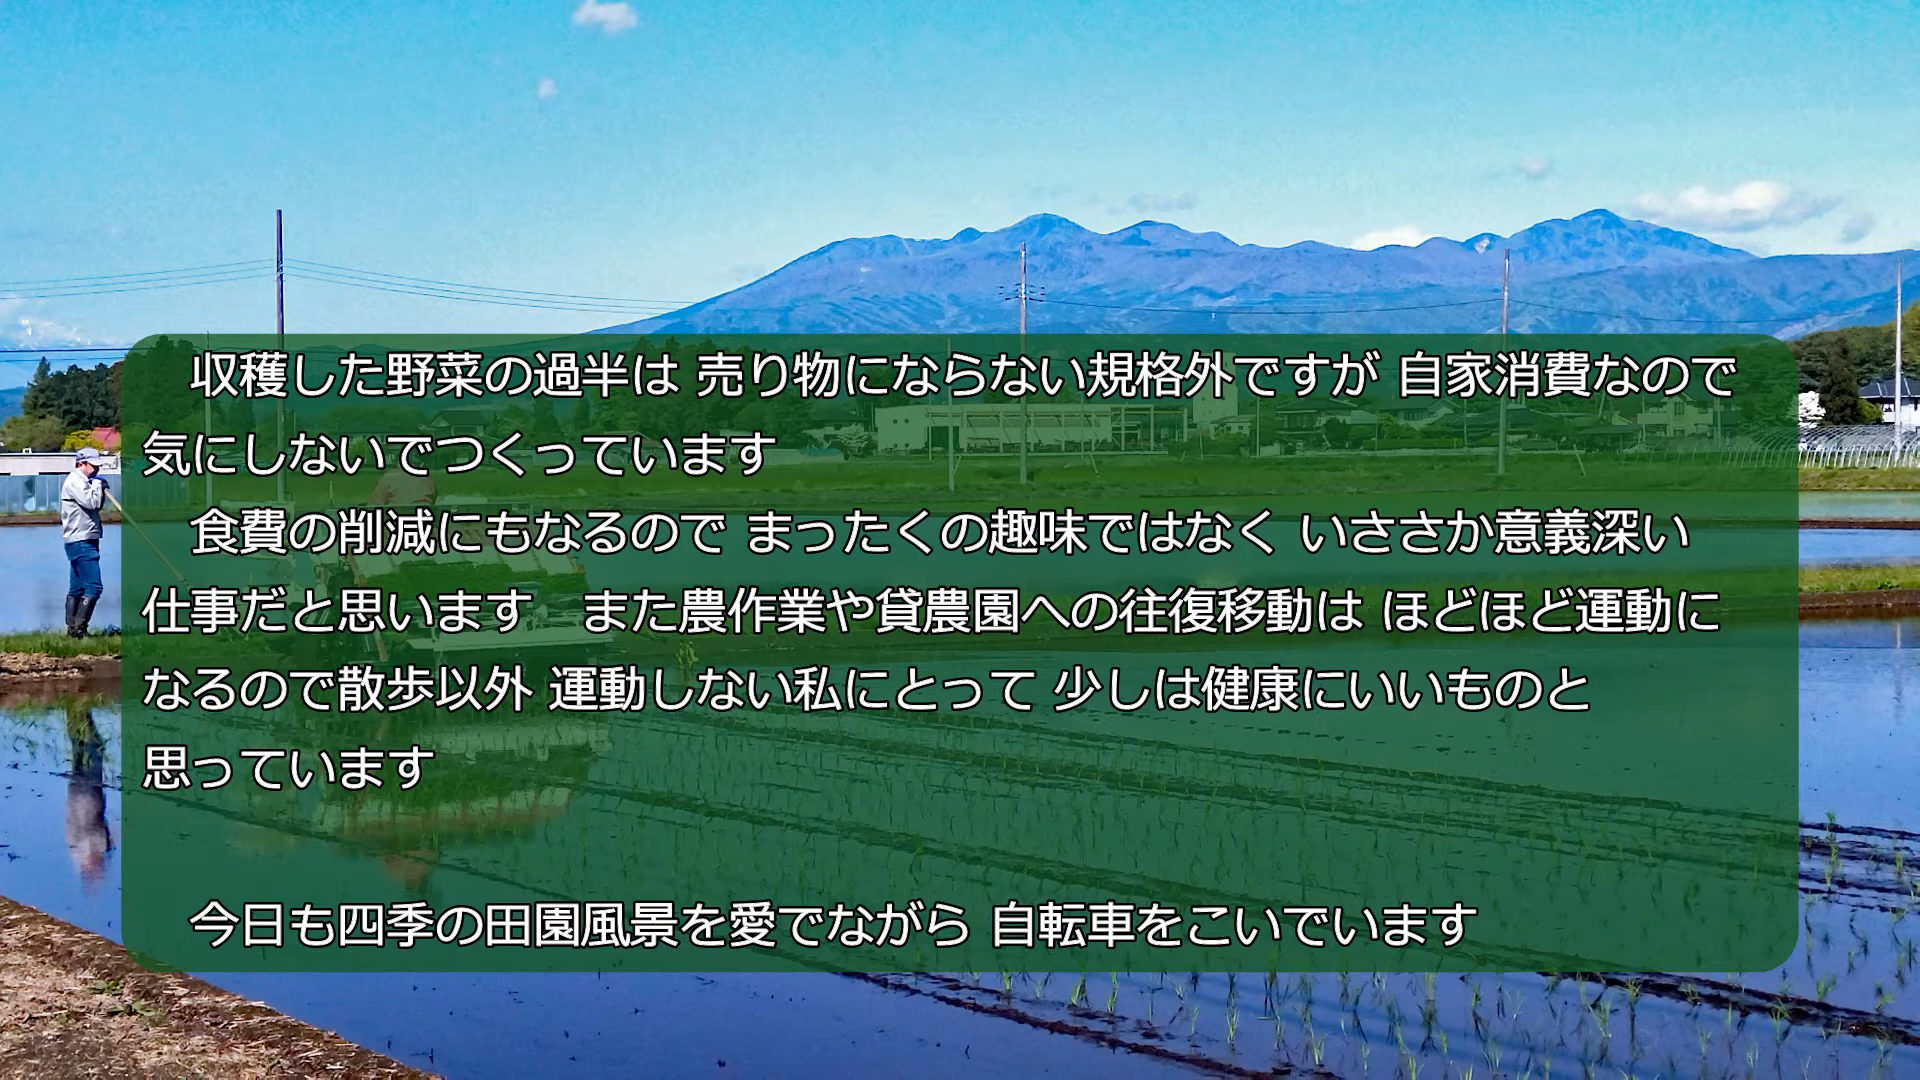 収穫した野菜の過半は 売り物にならない規格外ですが 自家消費なので
気にしないでつくっています
食費の削減にもなるので まったくの趣味ではなく いささか意義深い
仕事だと思います　また農作業や貸農園への往復移動は ほどほど運動に
なるので散歩以外 運動しない私にとって 少しは健康にいいものと
思っています
今日も四季の田園風景を愛でながら 自転車をこいでいます